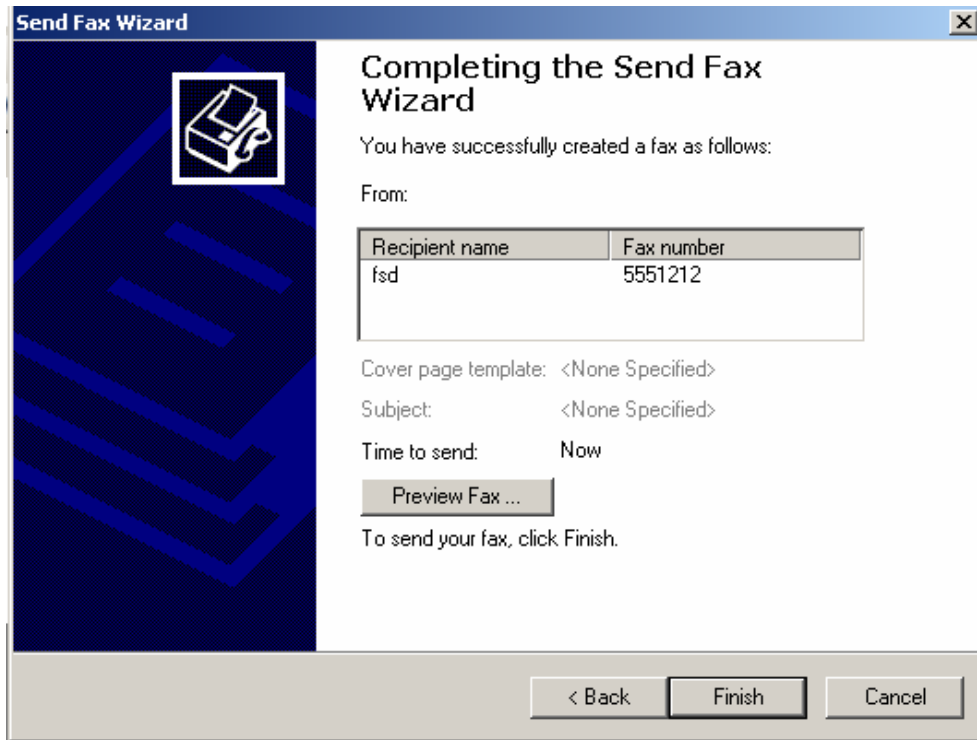 Send Fax Wizard
Completing the Send Fax
Wizard
You have successfully created a fax as follows:
From:
Recipient name Fax number
fsd 5551212
Cover page template: <None Specified>
Subject: <None Specified>
Time to send: Now
Preview Fax ...
To send your fax, click Finish.
< Back Finish Cancel